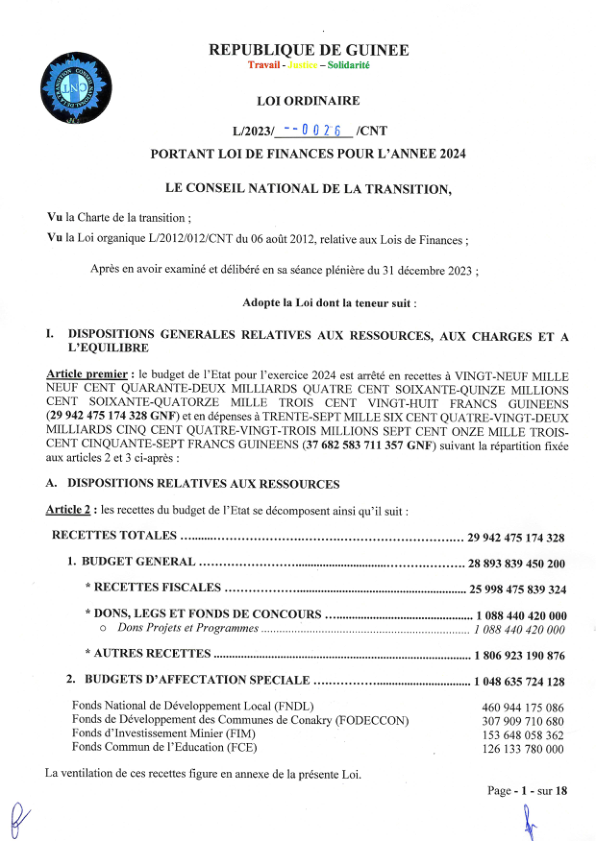 REPUBLIQUE DE GUINEE
Travail - Justice – Solidarité
CNT
LOI ORDINAIRE
L/2023/ --0026 /CNT
PORTANT LOI DE FINANCES POUR L'ANNEE 2024
LE CONSEIL NATIONAL DE LA TRANSITION,
Vu la Charte de la transition ;
Vu la Loi organique L/2012/012/CNT du 06 août 2012, relative aux Lois de Finances ;
Après en avoir examiné et délibéré en sa séance plénière du 31 décembre 2023 ;
Adopte la Loi dont la teneur suit :
I. DISPOSITIONS GENERALES RELATIVES AUX RESSOURCES, AUX CHARGES ET A
L'EQUILIBRE
Article premier : le budget de l'Etat pour l'exercice 2024 est arrêté en recettes à VINGT-NEUF MILLE
NEUF CENT QUARANTE-DEUX MILLIARDS QUATRE CENT SOIXANTE-QUINZE MILLIONS
CENT SOIXANTE-QUATORZE MILLE TROIS CENT VINGT-HUIT FRANCS GUINEENS
(29 942 475 174 328 GNF) et en dépenses à TRENTE-SEPT MILLE SIX CENT QUATRE-VINGT-DEUX
MILLIARDS CINQ CENT QUATRE-VINGT-TROIS MILLIONS SEPT CENT ONZE MILLE TROIS-
CENT CINQUANTE-SEPT FRANCS GUINEENS (37 682 583 711 357 GNF) suivant la répartition fixée
aux articles 2 et 3 ci-après :
A. DISPOSITIONS RELATIVES AUX RESSOURCES
Article 2 : les recettes du budget de l'Etat se décomposent ainsi qu'il suit :
RECETTES TOTALES ................................................................ 29 942 475 174 328
1. BUDGET GENERAL ................................................................ 28 893 839 450 200
* RECETTES FISCALES ................................................................ 25 998 475 839 324
* DONS, LEGS ET FONDS DE CONCOURS ........................................ 1 088 440 420 000
o Dons Projets et Programmes ................................................................ 1 088 440 420 000
* AUTRES RECETTES ................................................................ 1 806 923 190 876
2. BUDGETS D'AFFECTATION SPECIALE ........................................ 1 048 635 724 128
Fonds National de Développement Local (FNDL) 460 944 175 086
Fonds de Développement des Communes de Conakry (FODECCON) 307 909 710 680
Fonds d'Investissement Minier (FIM) 153 648 058 362
Fonds Commun de l'Education (FCE) 126 133 780 000
La ventilation de ces recettes figure en annexe de la présente Loi.
Page - 1 - sur 18